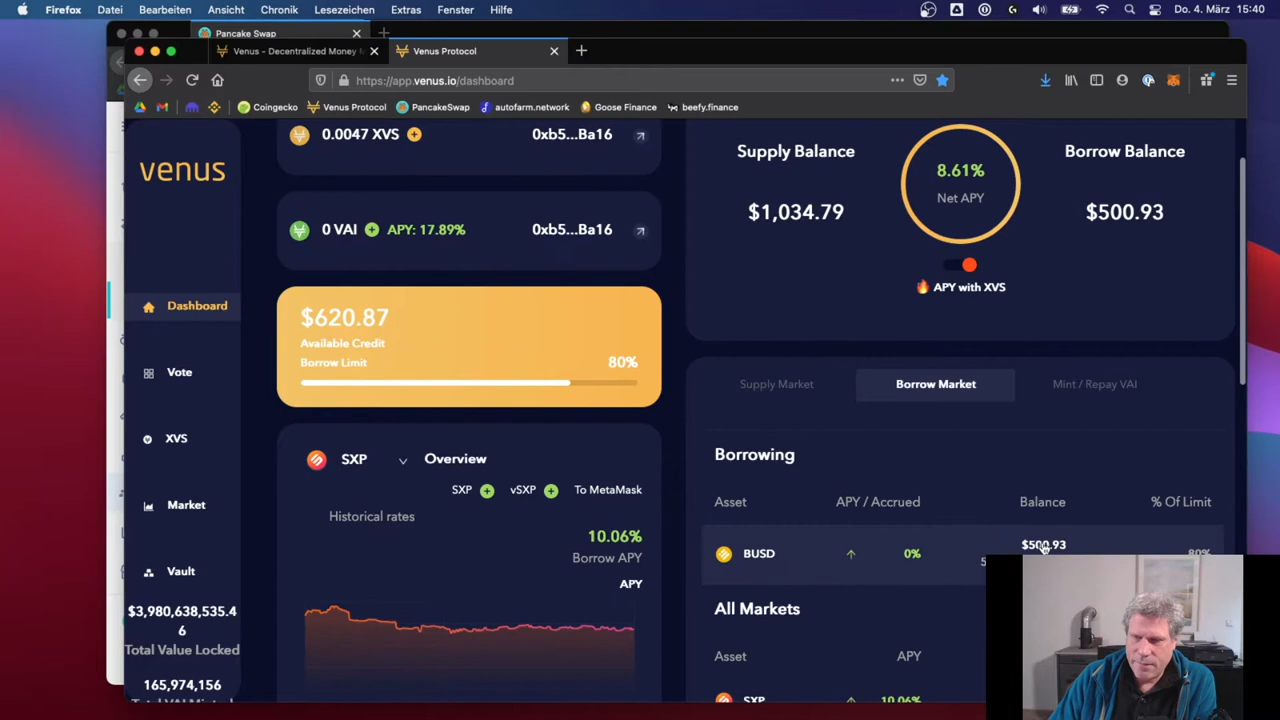 Firefox Datei Bearbeiten Ansicht Chronik Lesezeichen Extras Fenster Hilfe Do. 4. März 15:40
Pancake Swap
Venus - Decentralized Money
Venus Protocol
https://app.venus.io/dashboard
Coingecko Venus Protocol PancakeSwap autofarm.network Goose Finance beefy.finance
venus
Dashboard
Vote
XVS
Market
Vault
$3,980,638,535.4
6
Total Value Locked
165,974,156
0.0047 XVS 0xb5...Ba16
0 VAI APY: 17.89% 0xb5...Ba16
$620.87
Available Credit
Borrow Limit 80%
SXP Overview
SXP vSXP To MetaMask
Historical rates
10.06%
Borrow APY
APY
Supply Balance
$1,034.79
8.61%
Net APY
Borrow Balance
$500.93
APY with XVS
Supply Market Borrow Market Mint / Repay VAI
Borrowing
Asset APY / Accrued Balance % Of Limit
BUSD 0% $500.93 80%
All Markets
Asset APY
SXP 10.06%